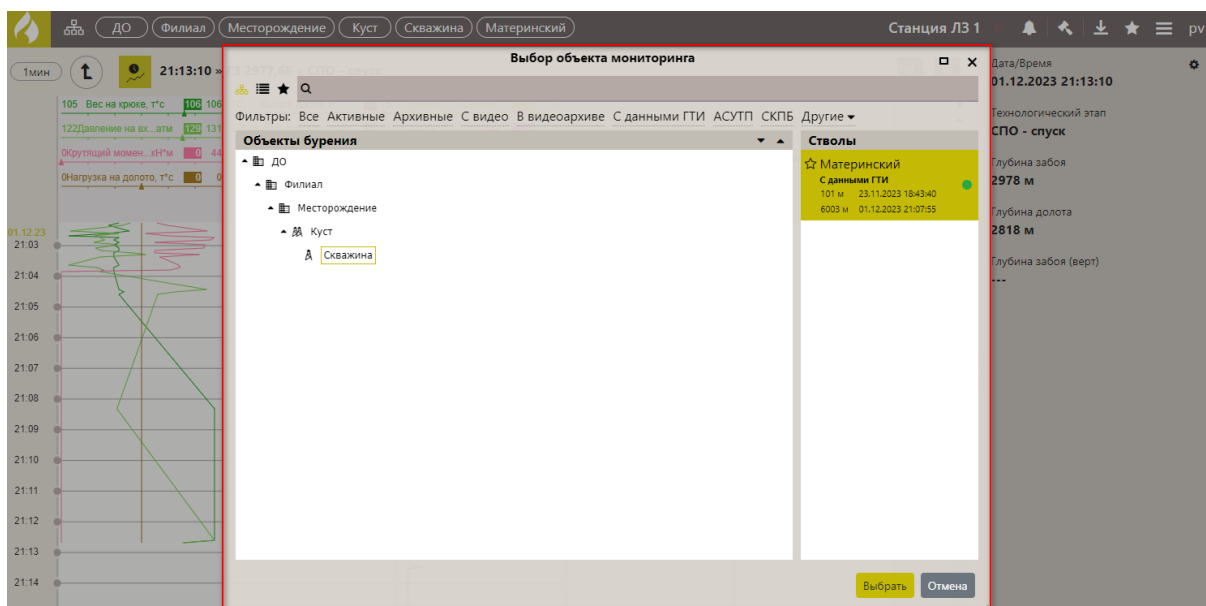 ДО Филиал Месторождение Куст Скважина Материнский Станция ЛЗ 1 pv
Выбор объекта мониторинга
1мин 21:13:10 »
Дата/Время
01.12.2023 21:13:10
105 Вес на крюке, т*с 106 106
Фильтры: Все Активные Архивные С видео В видеоархиве С данными ГТИ АСУТП СКПБ Другие
Технологический этап
СПО - спуск
122Давление на вх...атм 129 131
Объекты бурения Стволы
0Крутящий момен...кН*м 0 44
ДО
Материнский
Глубина забоя
2978 м
0Нагрузка на долото, т*с 0 0
Филиал
С данными ГТИ
101 м 23.11.2023 18:43:40
6003 м 01.12.2023 21:07:55
Месторождение
Глубина долота
2818 м
01.12.23
Куст
21:03
Скважина
Глубина забоя (верт)
---
21:04
21:05
21:06
21:07
21:08
21:09
21:10
21:11
21:12
21:13
21:14
Выбрать Отмена